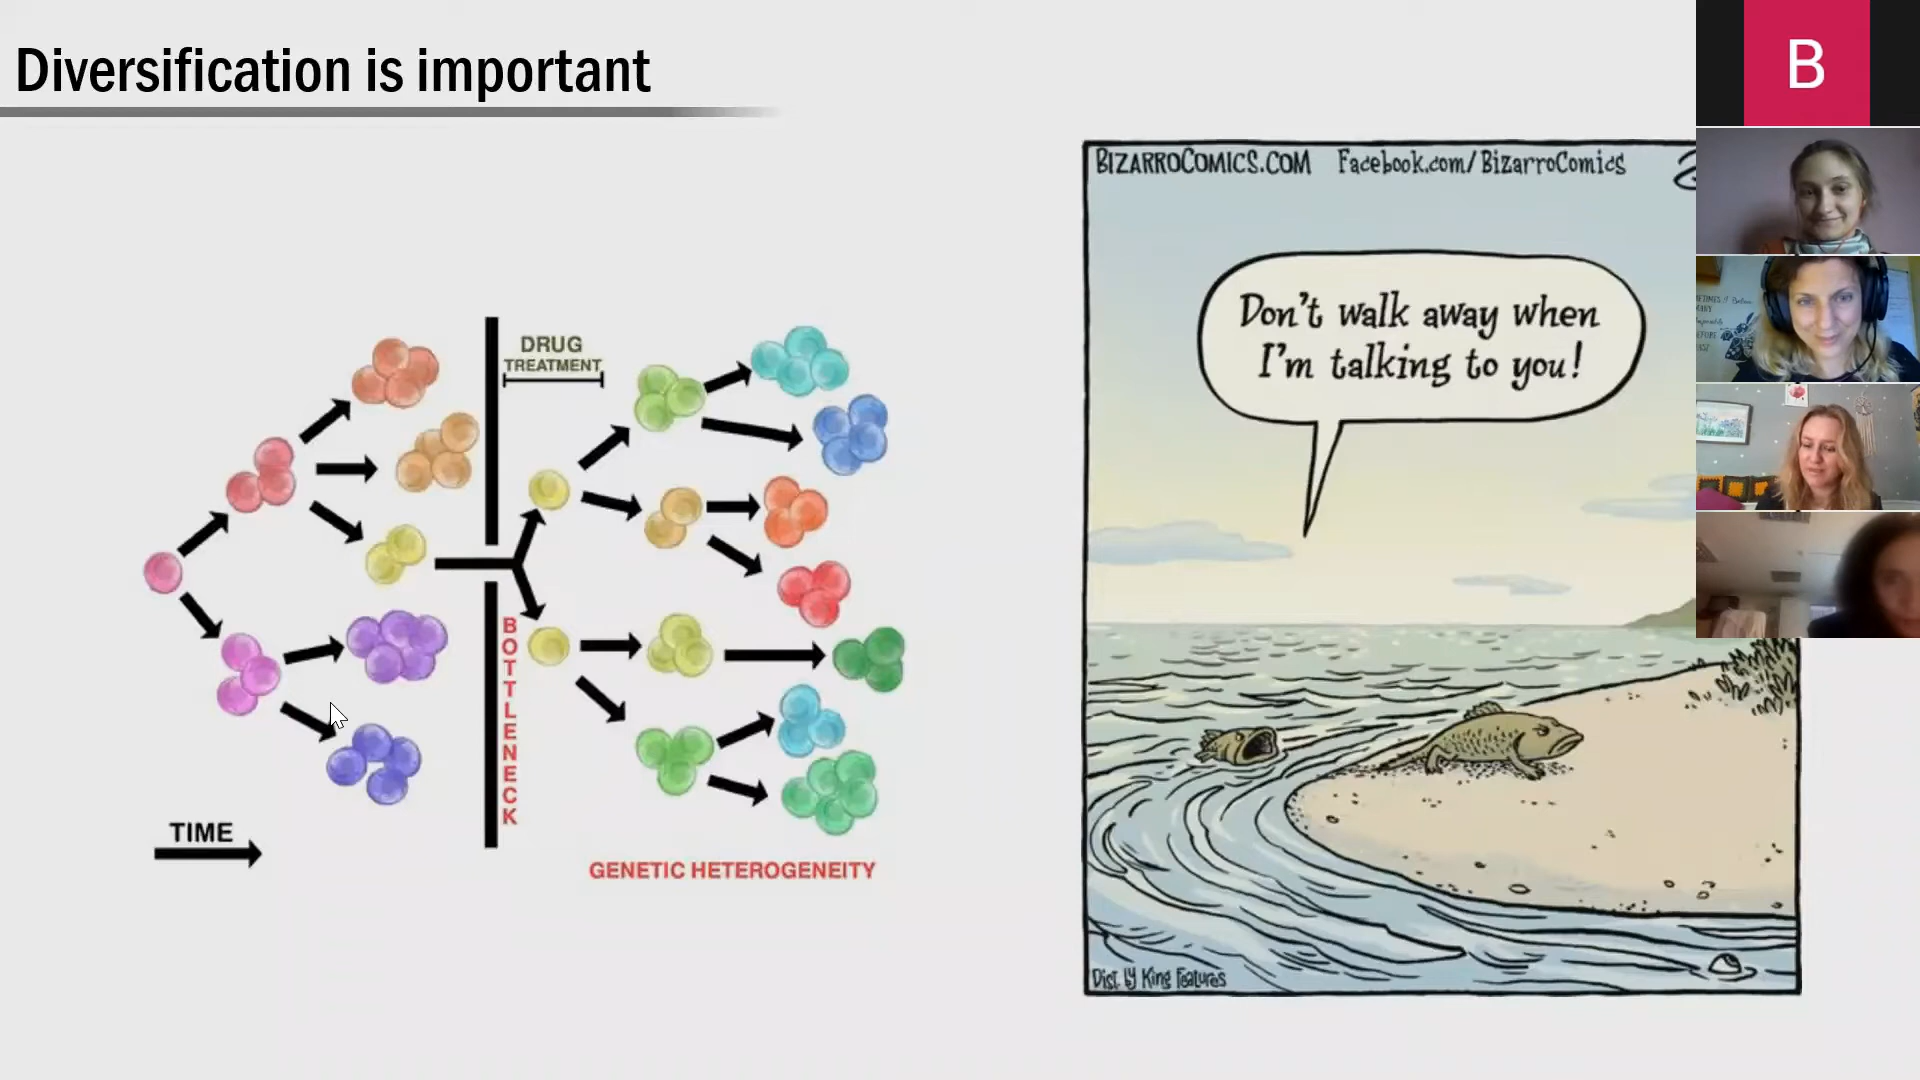 Diversification is important
DRUG
TREATMENT
BOTTLENECK
TIME
GENETIC HETEROGENEITY
BIZARROCOMICS.COM Facebook.com/BizarroComics
Don't walk away when
I'm talking to you!
Dist. by King Features
B